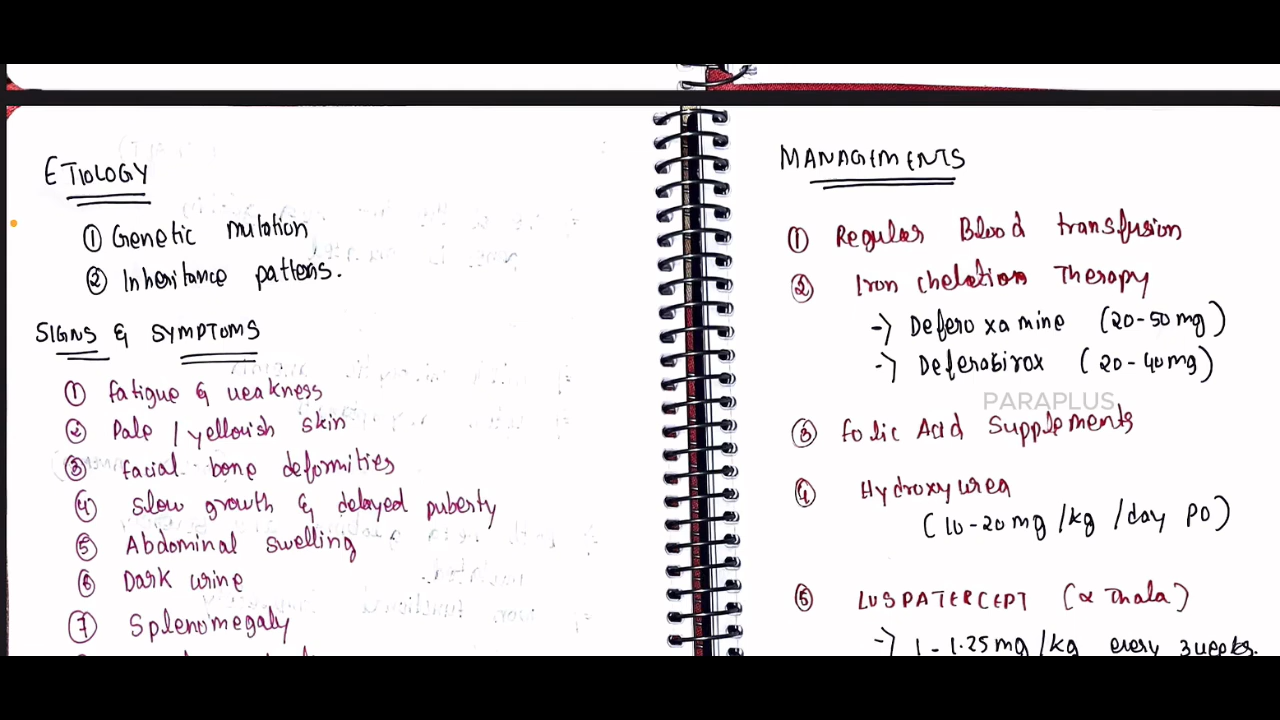 ETIOLOGY
① Genetic mutation
② Inheritance patterns.
SIGNS & SYMPTOMS
① fatigue & weakness
② Pale / yellowish skin
③ facial bone deformities
④ Slow growth & delayed puberty
⑤ Abdominal swelling
⑥ Dark urine
⑦ Splenomegaly
MANAGEMENTS
① Regular Blood transfusion
② Iron chelation Therapy
-> Deferoxamine (20-50mg)
-> Deferasirox (20-40mg)
PARAPLUS
③ folic Acid Supplements
④ Hydroxyurea
(10-20mg/kg/day PO)
⑤ LUSPATERCEPT (α Thala)
-> 1-1.25mg/kg every 3 weeks.